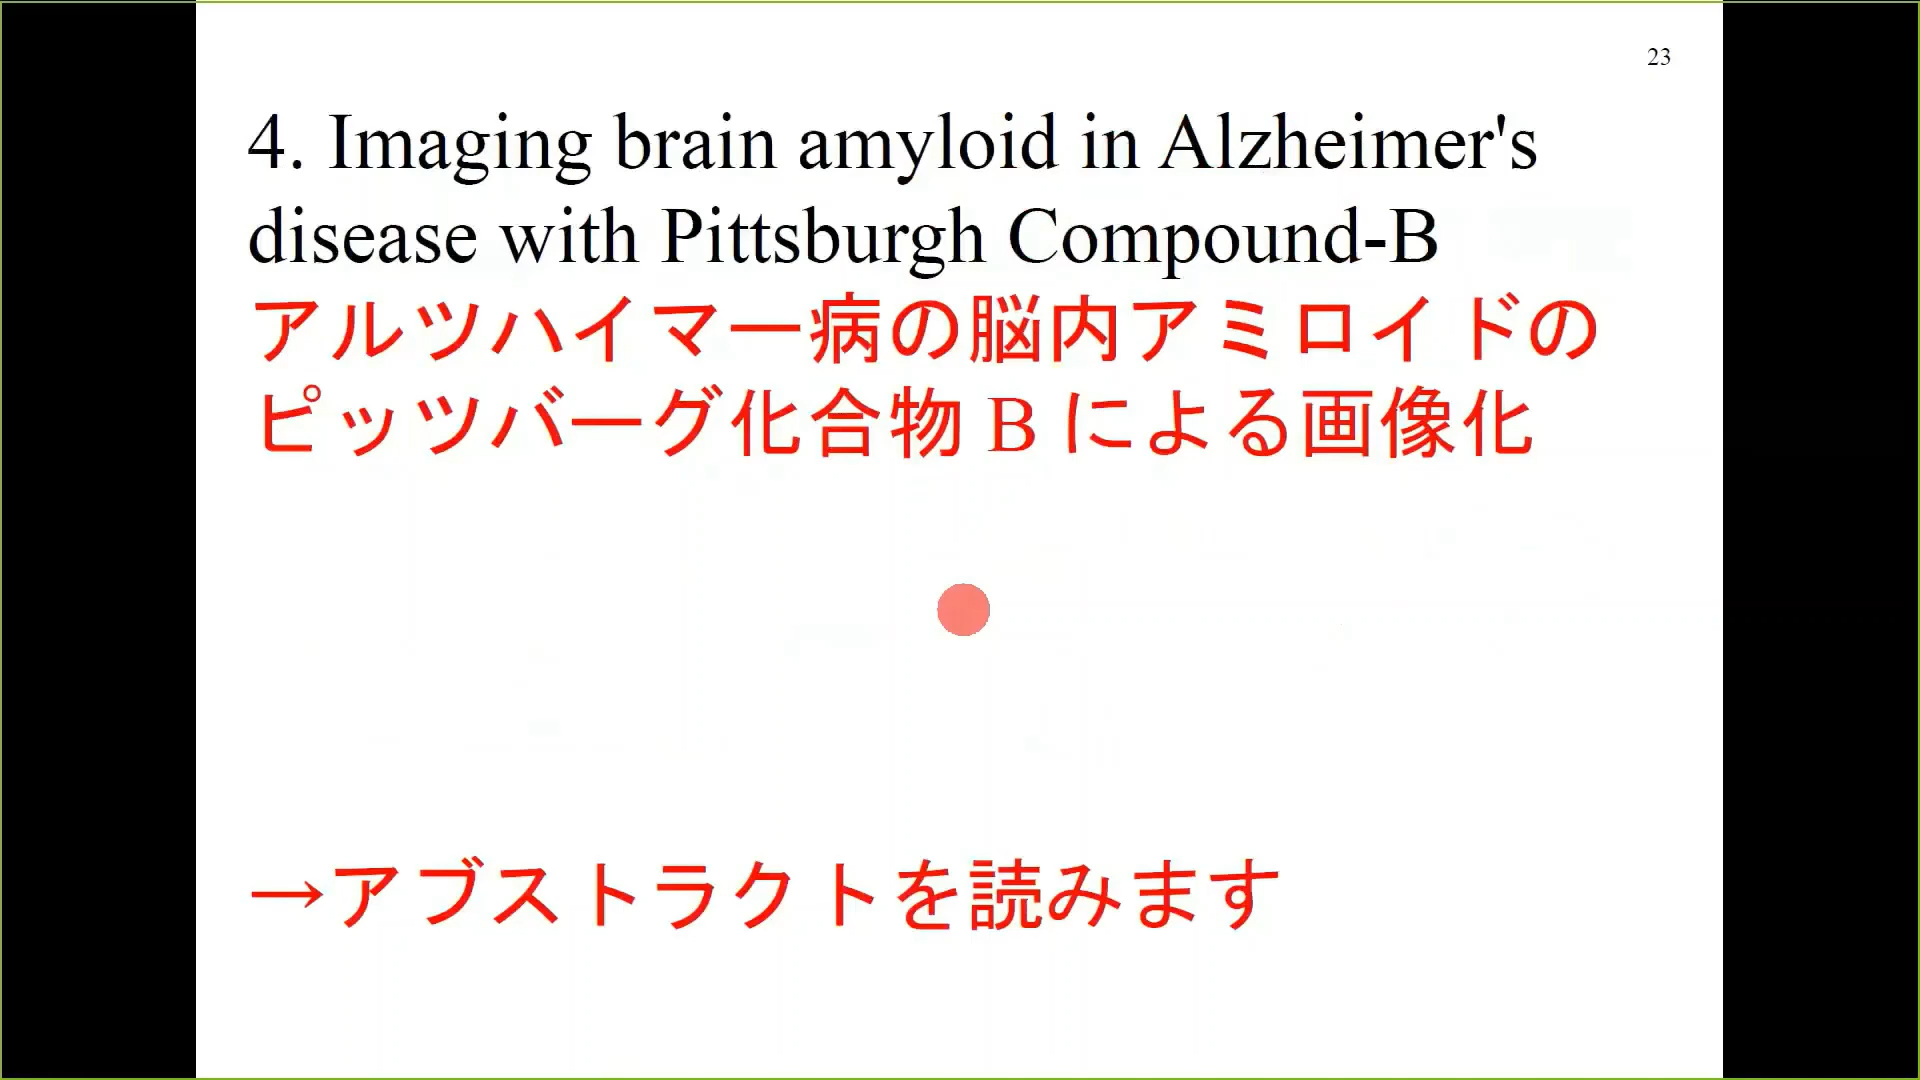 23
4. Imaging brain amyloid in Alzheimer's
disease with Pittsburgh Compound-B
アルツハイマー病の脳内アミロイドの
ピッツバーグ化合物 B による画像化
→アブストラクトを読みます